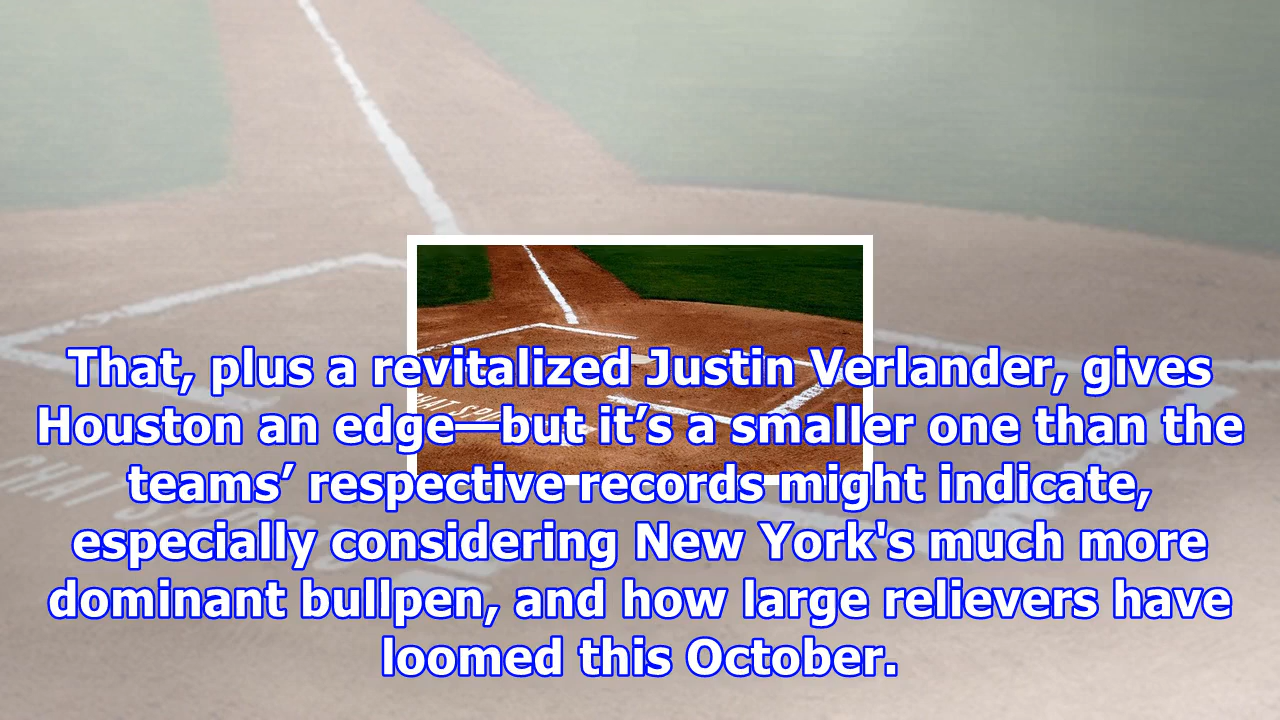 That, plus a revitalized Justin Verlander, gives
Houston an edge—but it’s a smaller one than the
teams’ respective records might indicate,
especially considering New York's much more
dominant bullpen, and how large relievers have
loomed this October.